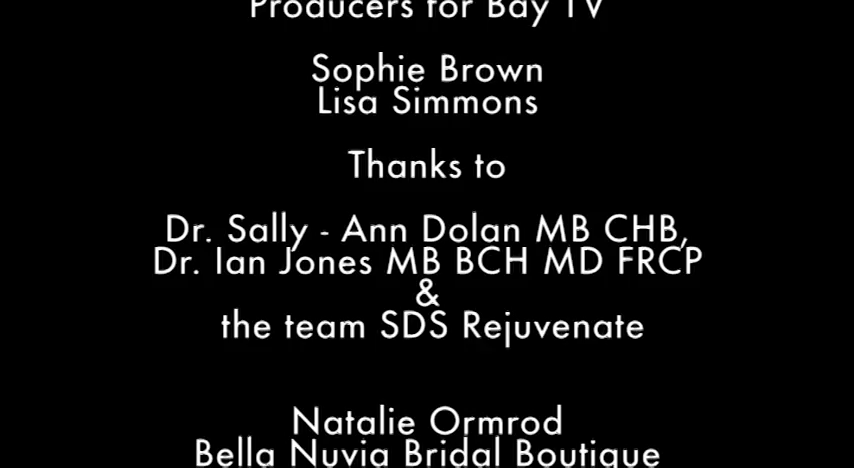 Producers for Bay TV
Sophie Brown
Lisa Simmons
Thanks to
Dr. Sally - Ann Dolan MB CHB,
Dr. Ian Jones MB BCH MD FRCP
&
the team SDS Rejuvenate
Natalie Ormrod
Bella Nuvia Bridal Boutique